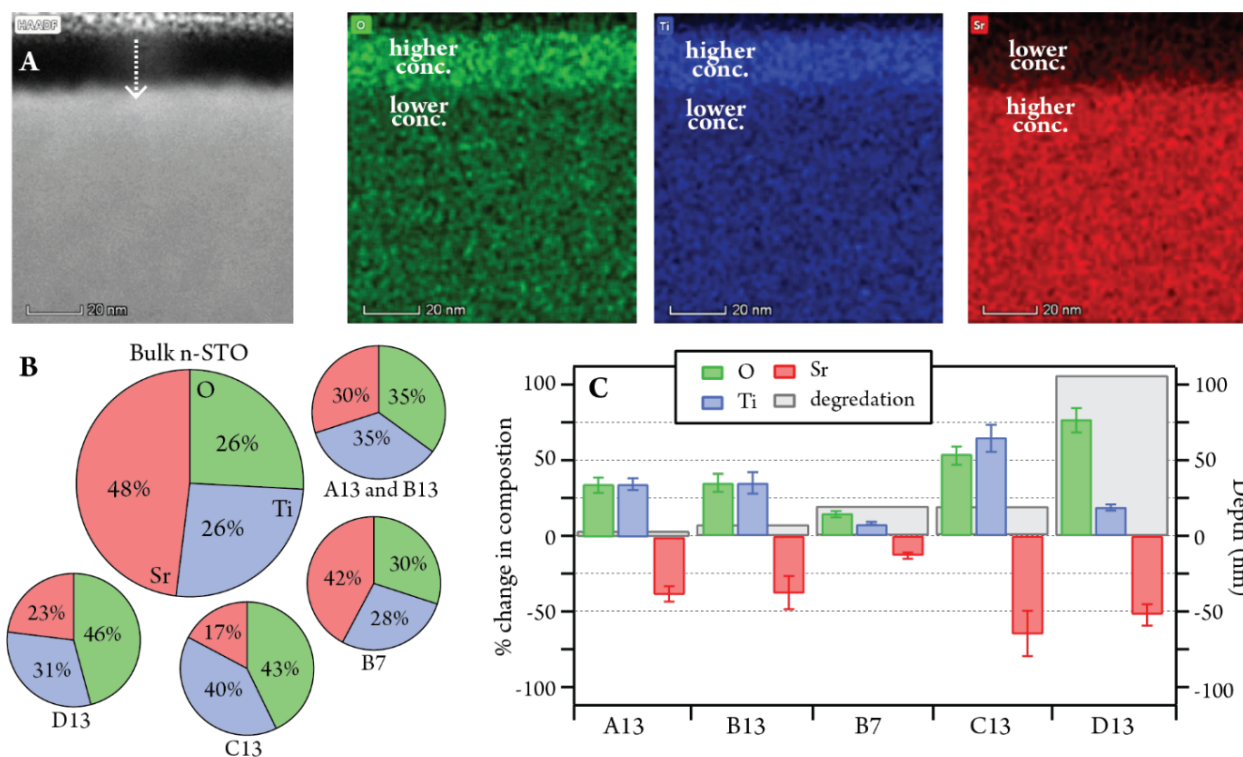 HAADF
A
20 nm
O
higher
conc.
lower
conc.
20 nm
Ti
higher
conc.
lower
conc.
20 nm
Sr
lower
conc.
higher
conc.
20 nm
B
Bulk n-STO
O
26%
Ti
26%
Sr
48%
30%
35%
35%
A13 and B13
42%
30%
28%
B7
23%
46%
31%
D13
17%
43%
40%
C13
C
O
Sr
Ti
degredation
% change in compostion
100
50
0
-50
-100
100
50
0
-50
-100
Depth (nm)
A13
B13
B7
C13
D13